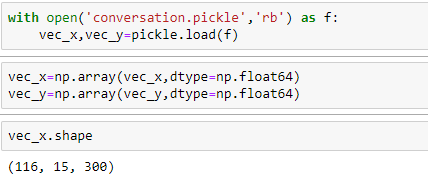 with open('conversation.pickle','rb') as f:
    vec_x,vec_y=pickle.load(f)
vec_x=np.array(vec_x,dtype=np.float64)
vec_y=np.array(vec_y,dtype=np.float64)
vec_x.shape
(116, 15, 300)